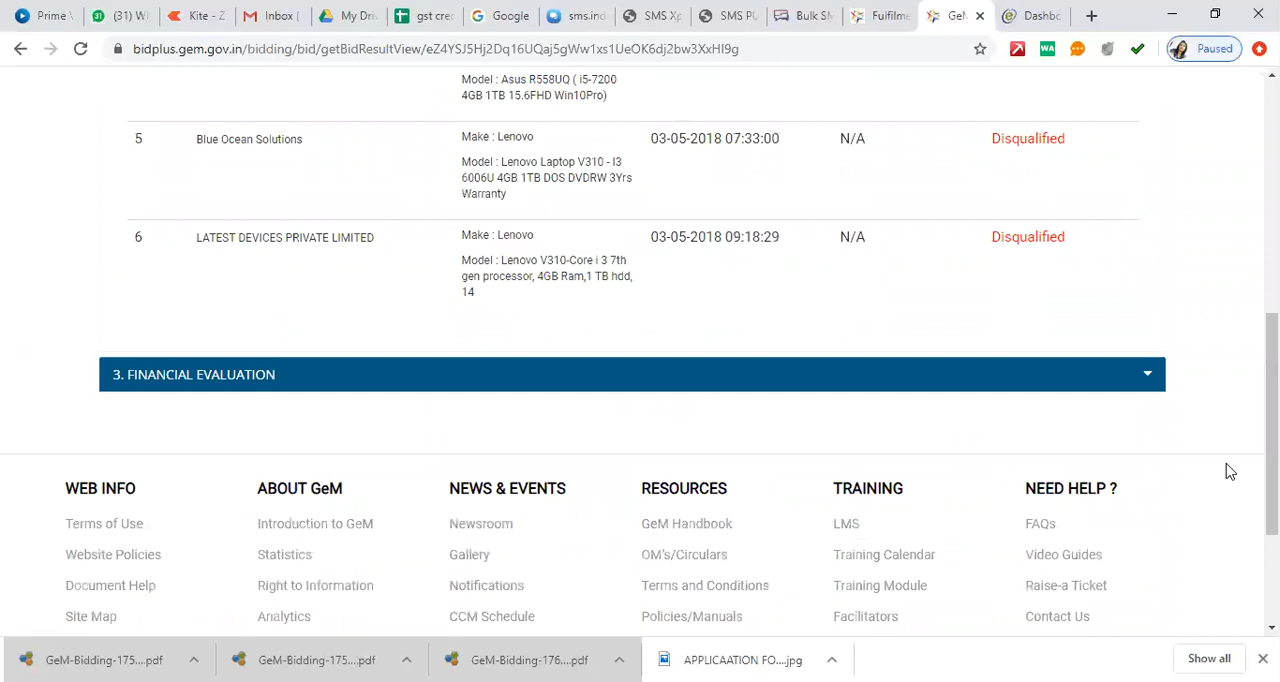 Prime
(31) W
Kite - Z
Inbox (
My Driv
gst crec
Google
sms.ind
SMS Xp
SMS PU
Bulk SM
Fulfilme
GeM
Dashbo
bidplus.gem.gov.in/bidding/bid/getBidResultView/eZ4YSJ5Hj2Dq16UQaj5gWw1xs1UeOK6dj2bw3XxHI9g
Paused
Model : Asus R558UQ ( i5-7200
4GB 1TB 15.6FHD Win10Pro)
5 Blue Ocean Solutions Make : Lenovo 03-05-2018 07:33:00 N/A Disqualified
Model : Lenovo Laptop V310 - I3
6006U 4GB 1TB DOS DVDRW 3Yrs
Warranty
6 LATEST DEVICES PRIVATE LIMITED Make : Lenovo 03-05-2018 09:18:29 N/A Disqualified
Model : Lenovo V310-Core i 3 7th
gen processor, 4GB Ram,1 TB hdd,
14
3. FINANCIAL EVALUATION
WEB INFO ABOUT GeM NEWS & EVENTS RESOURCES TRAINING NEED HELP ?
Terms of Use Introduction to GeM Newsroom GeM Handbook LMS FAQs
Website Policies Statistics Gallery OM's/Circulars Training Calendar Video Guides
Document Help Right to Information Notifications Terms and Conditions Training Module Raise-a Ticket
Site Map Analytics CCM Schedule Policies/Manuals Facilitators Contact Us
GeM-Bidding-175....pdf GeM-Bidding-175....pdf GeM-Bidding-176....pdf APPLICAATION FO....jpg Show all